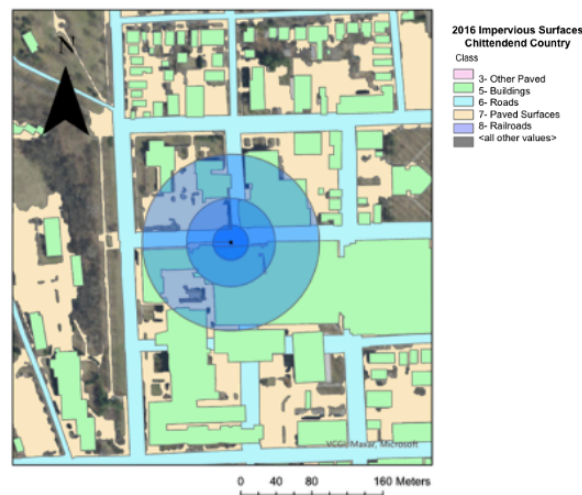 N
2016 Impervious Surfaces
Chittendend Country
Class
3- Other Paved
5- Buildings
6- Roads
7- Paved Surfaces
8- Railroads
<all other values>
VCGI, Maxar, Microsoft
0 40 80 160 Meters